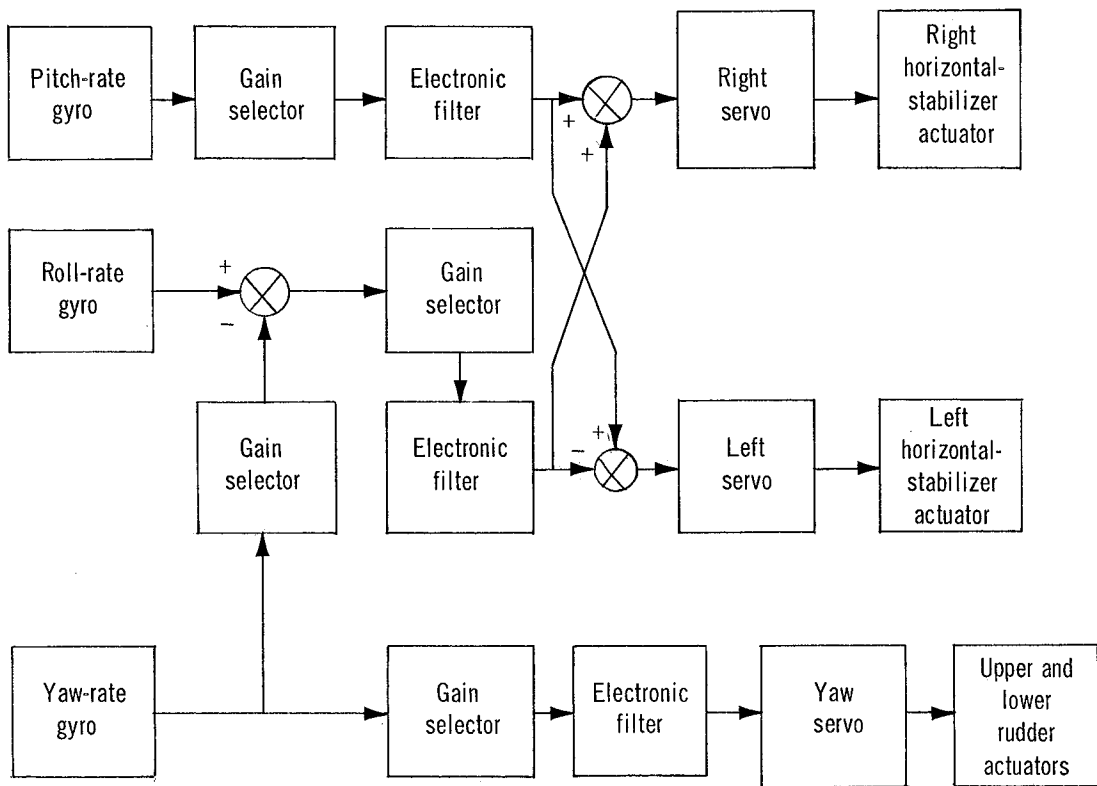 Pitch-rate
gyro
Gain
selector
Electronic
filter
+
+
Right
servo
Right
horizontal-
stabilizer
actuator
Roll-rate
gyro
+
−
Gain
selector
Gain
selector
Electronic
filter
+
−
Left
servo
Left
horizontal-
stabilizer
actuator
Yaw-rate
gyro
Gain
selector
Electronic
filter
Yaw
servo
Upper and
lower
rudder
actuators